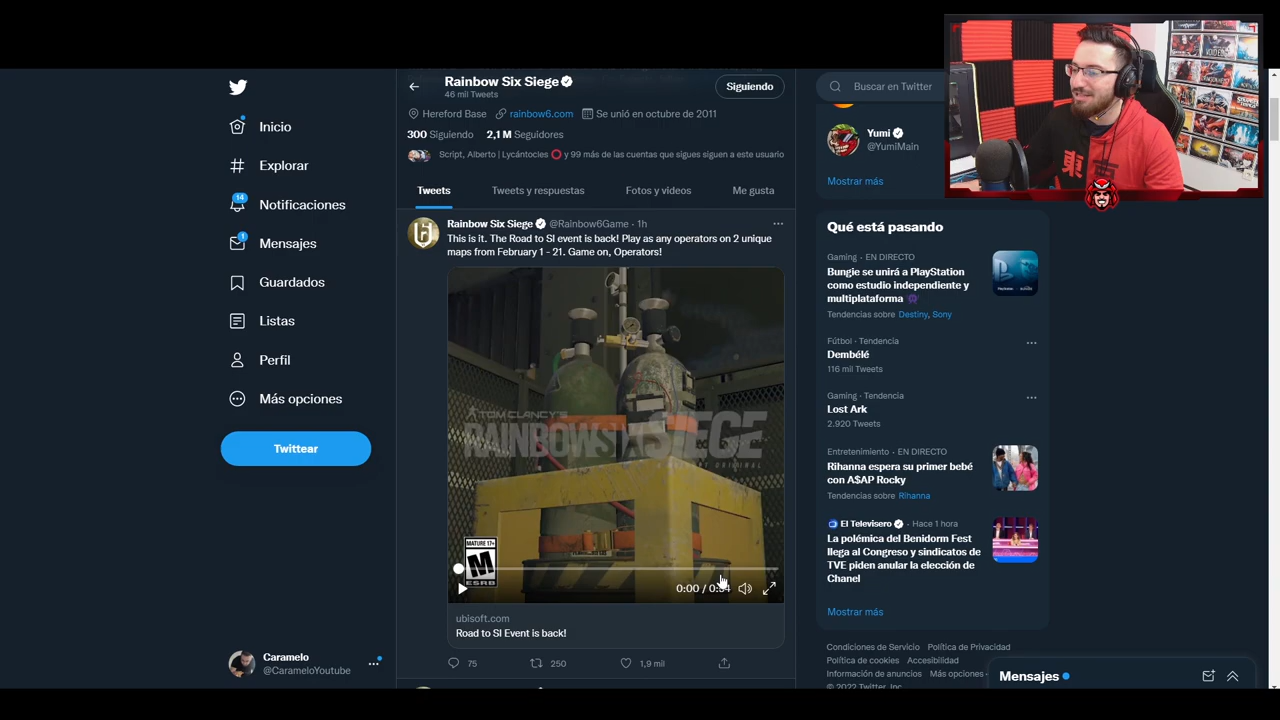 Rainbow Six Siege
46 mil Tweets
Siguiendo
Hereford Base rainbow6.com Se unió en octubre de 2011
300 Siguiendo 2,1 M Seguidores
Script, Alberto | Lycántocles y 99 más de las cuentas que sigues siguen a este usuario
Tweets Tweets y respuestas Fotos y videos Me gusta
Rainbow Six Siege @Rainbow6Game · 1h
This is it. The Road to SI event is back! Play as any operators on 2 unique
maps from February 1 - 21. Game on, Operators!
TOM CLANCY'S
RAINBOWSIX SIEGE
MATURE 17+
M
ESRB
0:00 / 0:34
ubisoft.com
Road to SI Event is back!
75 250 1,9 mil
Inicio
Explorar
14
Notificaciones
1
Mensajes
Guardados
Listas
Perfil
Más opciones
Twittear
Caramelo
@CarameloYoutube
Buscar en Twitter
Yumi
@YumiMain
Mostrar más
Qué está pasando
Gaming · EN DIRECTO
Bungie se unirá a PlayStation
como estudio independiente y
multiplataforma
Tendencias sobre Destiny, Sony
Fútbol · Tendencia
Dembélé
116 mil Tweets
Gaming · Tendencia
Lost Ark
2.920 Tweets
Entretenimiento · EN DIRECTO
Rihanna espera su primer bebé
con A$AP Rocky
Tendencias sobre Rihanna
El Televisero · Hace 1 hora
La polémica del Benidorm Fest
llega al Congreso y sindicatos de
TVE piden anular la elección de
Chanel
Mostrar más
Condiciones de Servicio Política de Privacidad
Política de cookies Accesibilidad
Información de anuncios Más opciones
© 2022 Twitter, Inc.
Mensajes